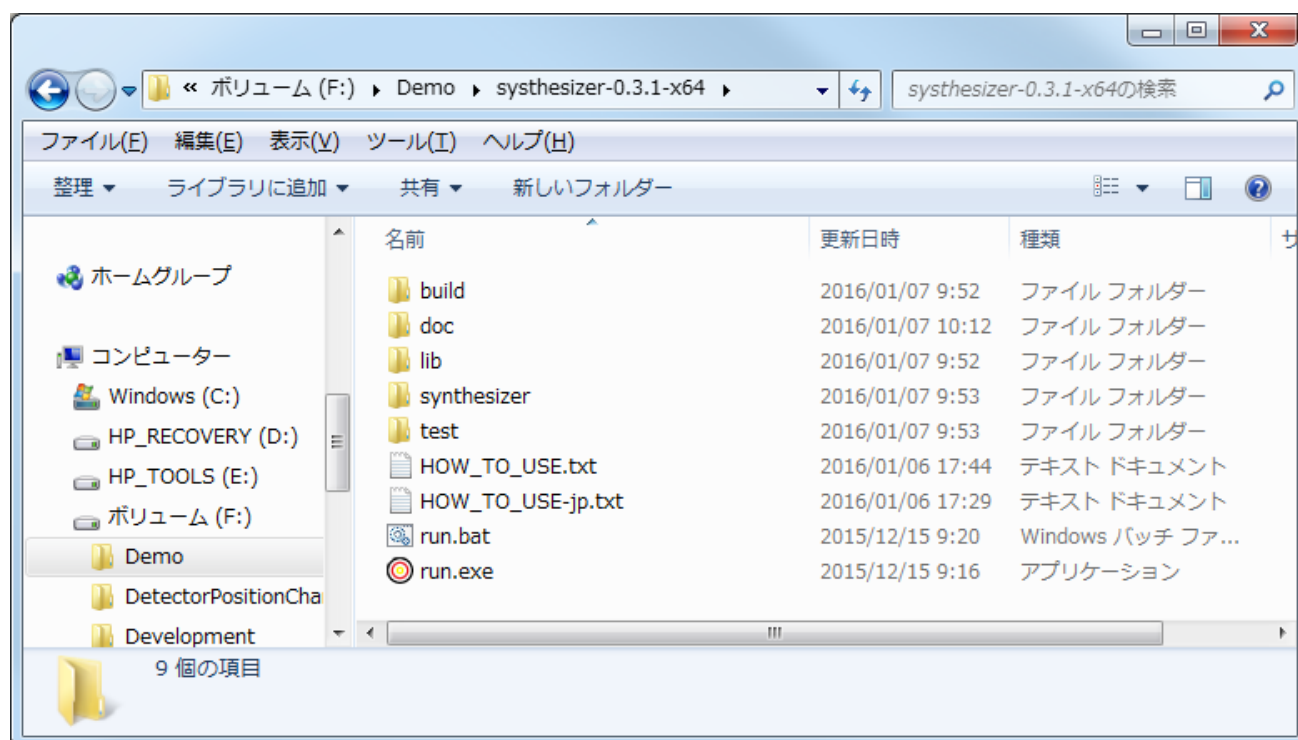 « ボリューム (F:) ▸ Demo ▸ systhesizer-0.3.1-x64 ▸
systhesizer-0.3.1-x64の検索
ファイル(F) 編集(E) 表示(V) ツール(T) ヘルプ(H)
整理 ▼ ライブラリに追加 ▼ 共有 ▼ 新しいフォルダー
ホームグループ
コンピューター
Windows (C:)
HP_RECOVERY (D:)
HP_TOOLS (E:)
ボリューム (F:)
Demo
DetectorPositionCha
Development
名前 更新日時 種類 サ
build 2016/01/07 9:52 ファイル フォルダー
doc 2016/01/07 10:12 ファイル フォルダー
lib 2016/01/07 9:52 ファイル フォルダー
synthesizer 2016/01/07 9:53 ファイル フォルダー
test 2016/01/07 9:53 ファイル フォルダー
HOW_TO_USE.txt 2016/01/06 17:44 テキスト ドキュメント
HOW_TO_USE-jp.txt 2016/01/06 17:29 テキスト ドキュメント
run.bat 2015/12/15 9:20 Windows バッチ ファ...
run.exe 2015/12/15 9:16 アプリケーション
9 個の項目